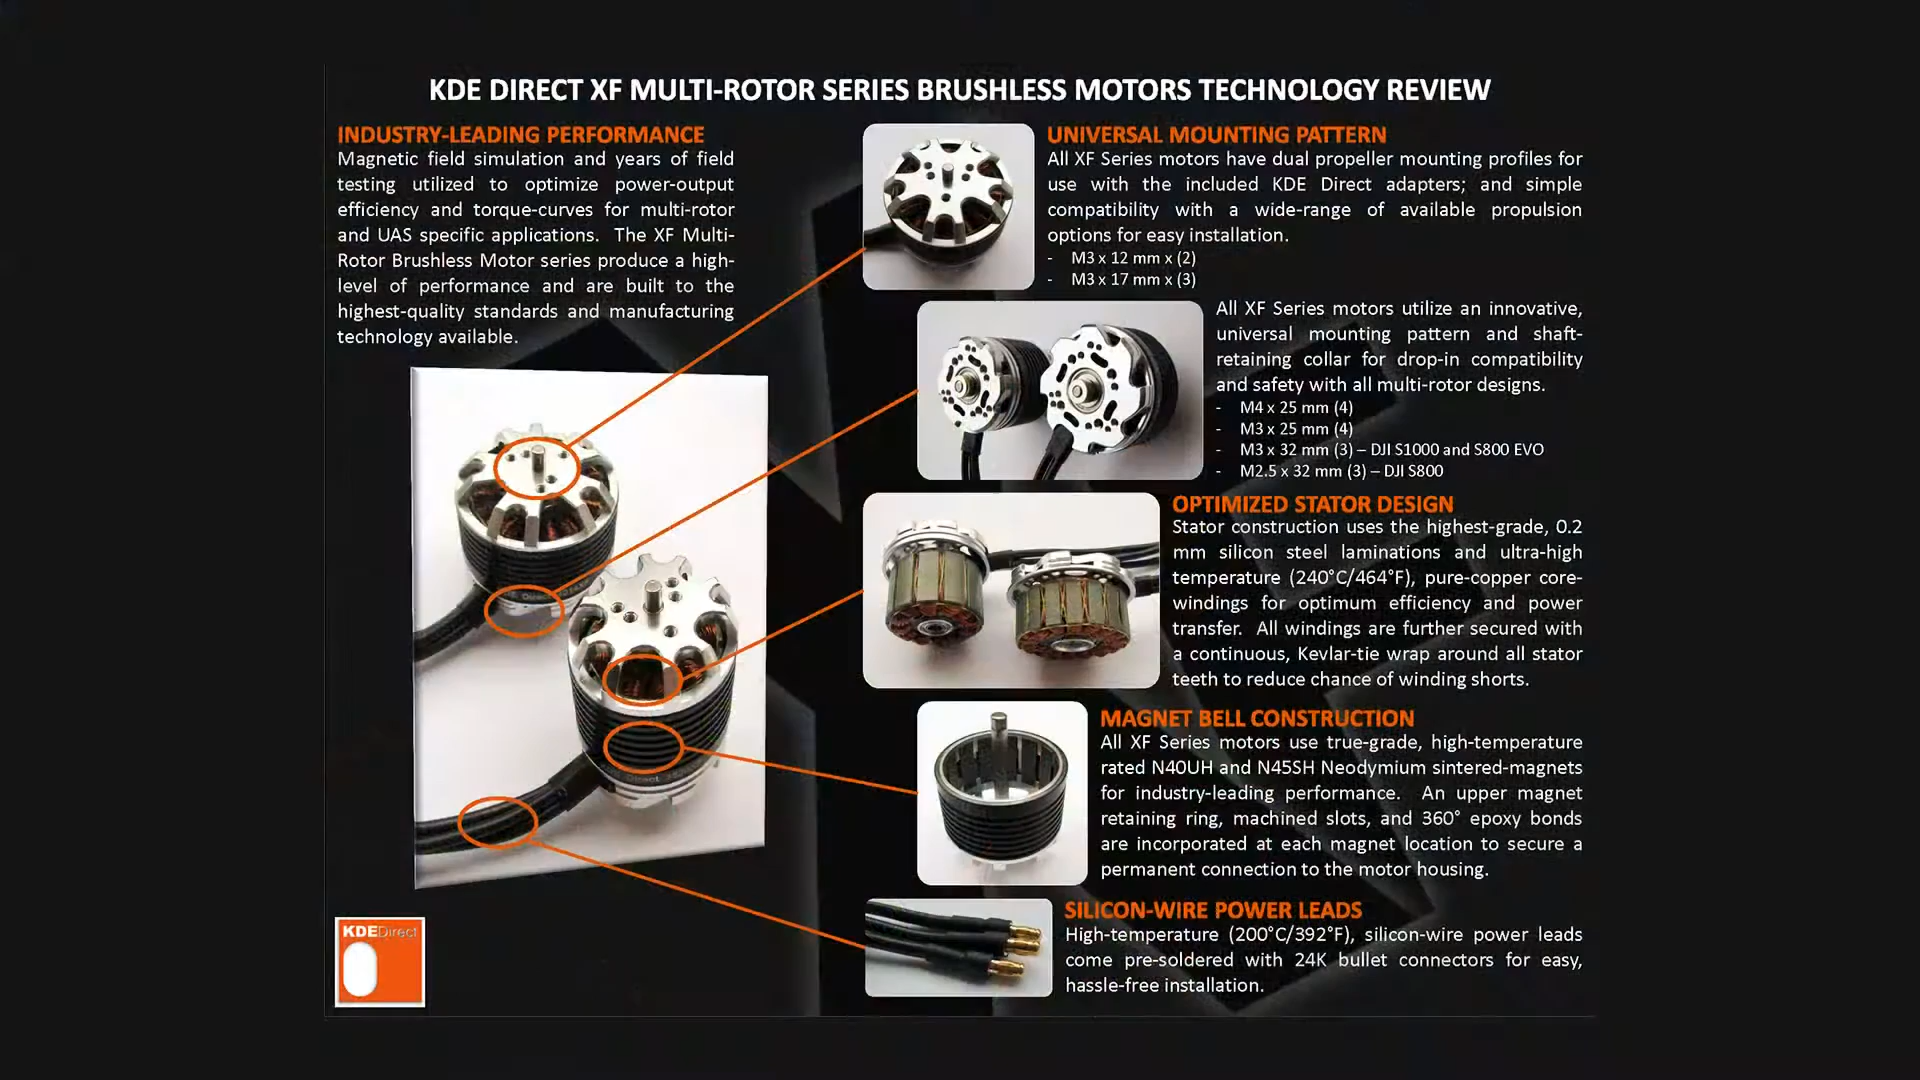 KDE DIRECT XF MULTI-ROTOR SERIES BRUSHLESS MOTORS TECHNOLOGY REVIEW
INDUSTRY-LEADING PERFORMANCE
Magnetic field simulation and years of field
testing utilized to optimize power-output
efficiency and torque-curves for multi-rotor
and UAS specific applications. The XF Multi-
Rotor Brushless Motor series produce a high-
level of performance and are built to the
highest-quality standards and manufacturing
technology available.
UNIVERSAL MOUNTING PATTERN
All XF Series motors have dual propeller mounting profiles for
use with the included KDE Direct adapters; and simple
compatibility with a wide-range of available propulsion
options for easy installation.
- M3 x 12 mm x (2)
- M3 x 17 mm x (3)
All XF Series motors utilize an innovative,
universal mounting pattern and shaft-
retaining collar for drop-in compatibility
and safety with all multi-rotor designs.
- M4 x 25 mm (4)
- M3 x 25 mm (4)
- M3 x 32 mm (3) – DJI S1000 and S800 EVO
- M2.5 x 32 mm (3) – DJI S800
OPTIMIZED STATOR DESIGN
Stator construction uses the highest-grade, 0.2
mm silicon steel laminations and ultra-high
temperature (240°C/464°F), pure-copper core-
windings for optimum efficiency and power
transfer. All windings are further secured with
a continuous, Kevlar-tie wrap around all stator
teeth to reduce chance of winding shorts.
MAGNET BELL CONSTRUCTION
All XF Series motors use true-grade, high-temperature
rated N40UH and N45SH Neodymium sintered-magnets
for industry-leading performance. An upper magnet
retaining ring, machined slots, and 360° epoxy bonds
are incorporated at each magnet location to secure a
permanent connection to the motor housing.
SILICON-WIRE POWER LEADS
High-temperature (200°C/392°F), silicon-wire power leads
come pre-soldered with 24K bullet connectors for easy,
hassle-free installation.
KDEDirect